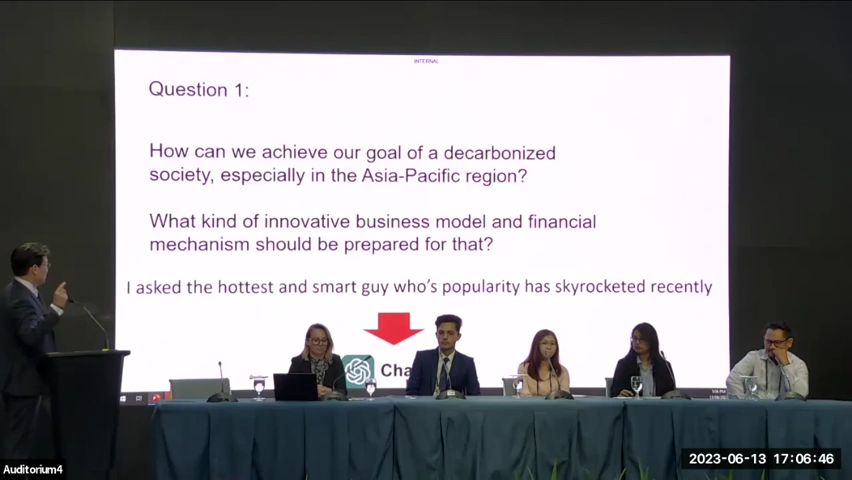 INTERNAL
Question 1:
How can we achieve our goal of a decarbonized
society, especially in the Asia-Pacific region?
What kind of innovative business model and financial
mechanism should be prepared for that?
I asked the hottest and smart guy who's popularity has skyrocketed recently
Cha
Auditorium4
2023-06-13 17:06:46